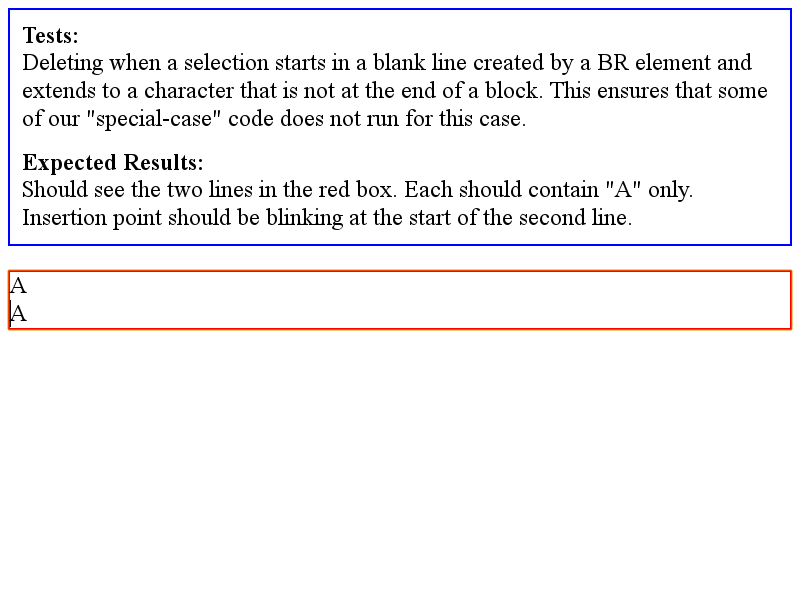 Tests:
Deleting when a selection starts in a blank line created by a BR element and
extends to a character that is not at the end of a block. This ensures that some
of our "special-case" code does not run for this case.
Expected Results:
Should see the two lines in the red box. Each should contain "A" only.
Insertion point should be blinking at the start of the second line.
A
A